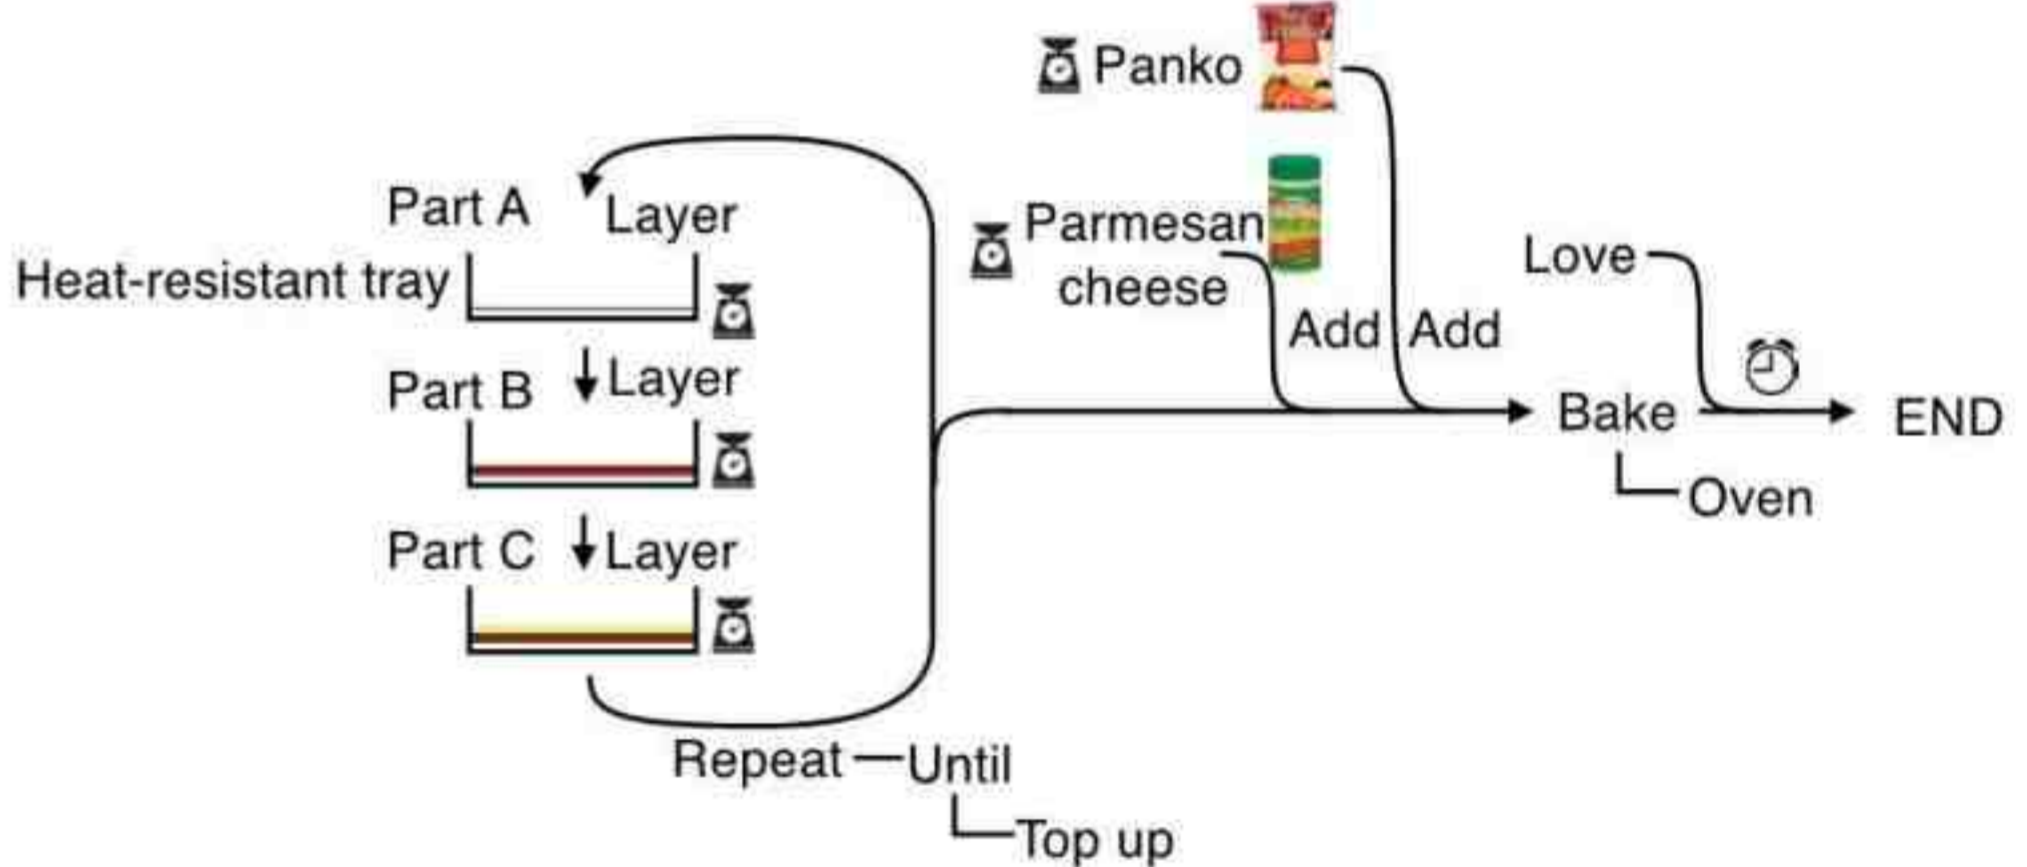 Panko
Part A
Layer
Heat-resistant tray
Parmesan
cheese
Love
Add
Add
Part B
Layer
Bake
END
Oven
Part C
Layer
Repeat
Until
Top up